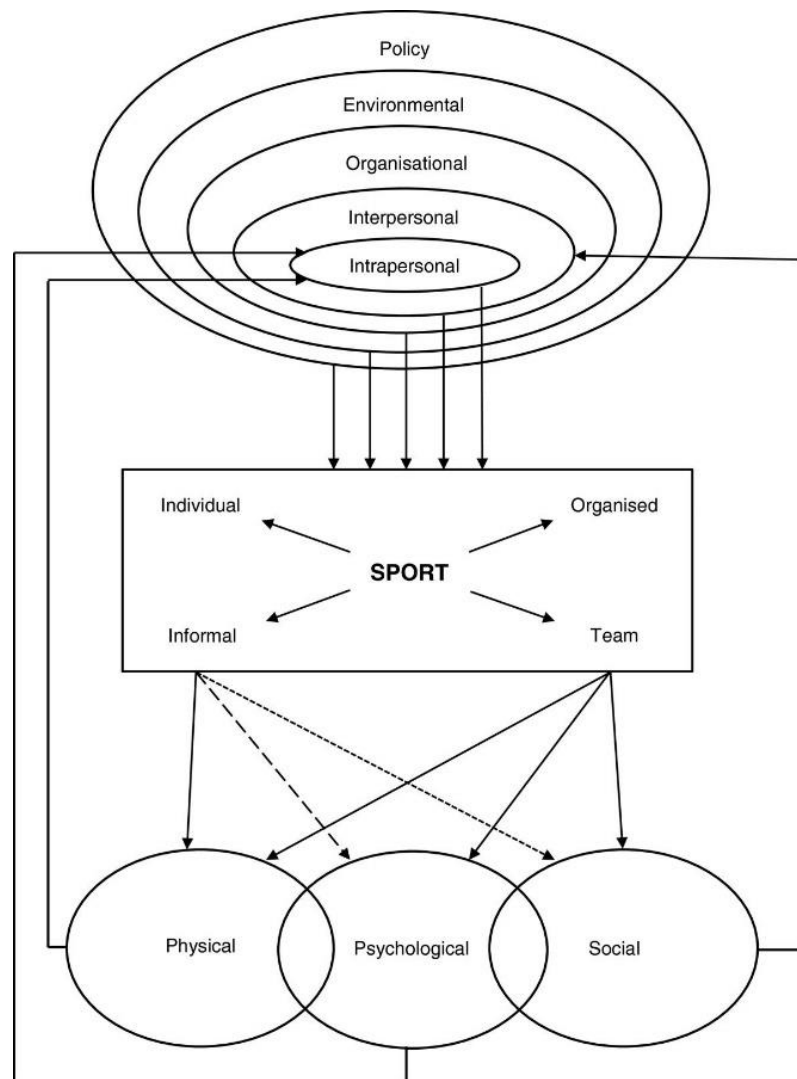 Policy
Environmental
Organisational
Interpersonal
Intrapersonal
Individual
Organised
SPORT
Informal
Team
Physical
Psychological
Social